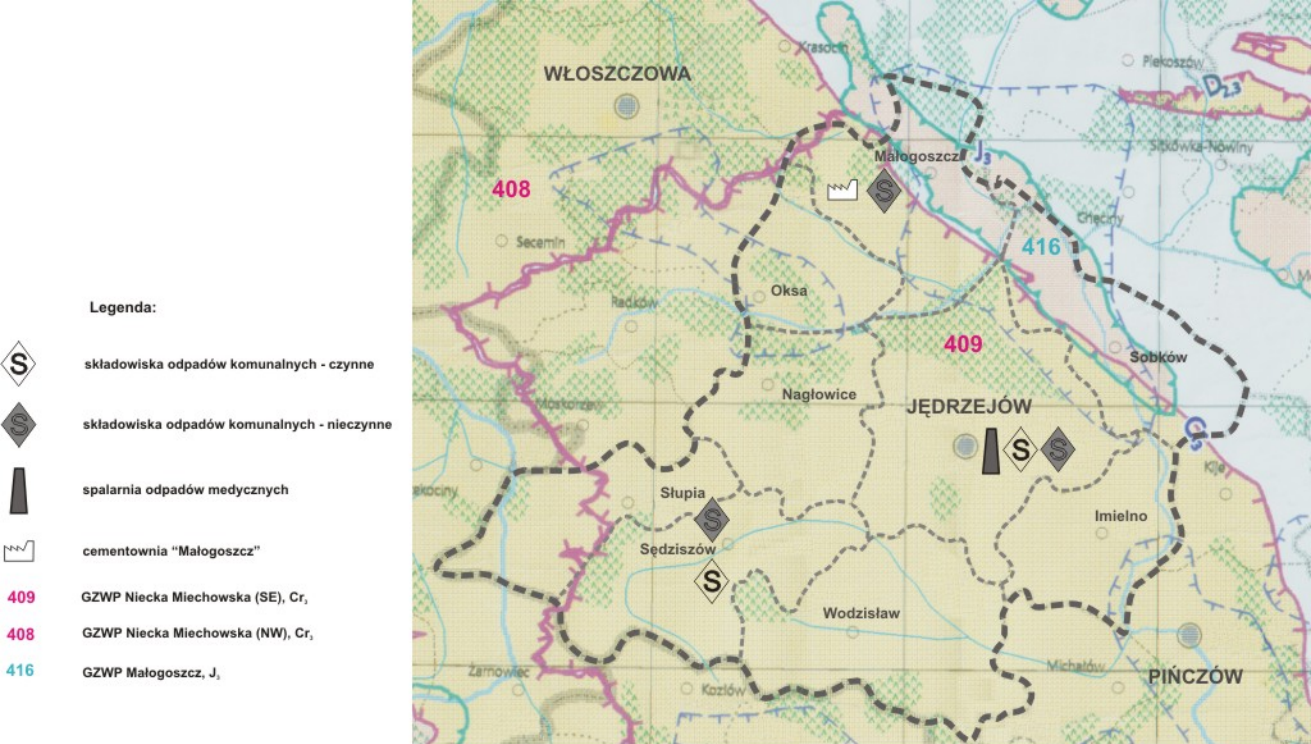 Legenda:
S
składowiska odpadów komunalnych - czynne
S
składowiska odpadów komunalnych - nieczynne
spalarnia odpadów medycznych
cementownia “Małogoszcz”
409
GZWP Niecka Miechowska (SE), Cr₃
408
GZWP Niecka Miechowska (NW), Cr₃
416
GZWP Małogoszcz, J₃
Krasocin
Piekoszów
WŁOSZCZOWA
D2,3
Sitkówka-Nowiny
Małogoszcz
J3
408
S
Chęciny
Secemin
416
Oksa
Radków
409
Sobków
Nagłowice
Moskorzew
JĘDRZEJÓW
C3
S
S
Kije
Słupia
S
Imielno
Sędziszów
S
Wodzisław
Michałów
Żarnowiec
PIŃCZÓW
Kozłów